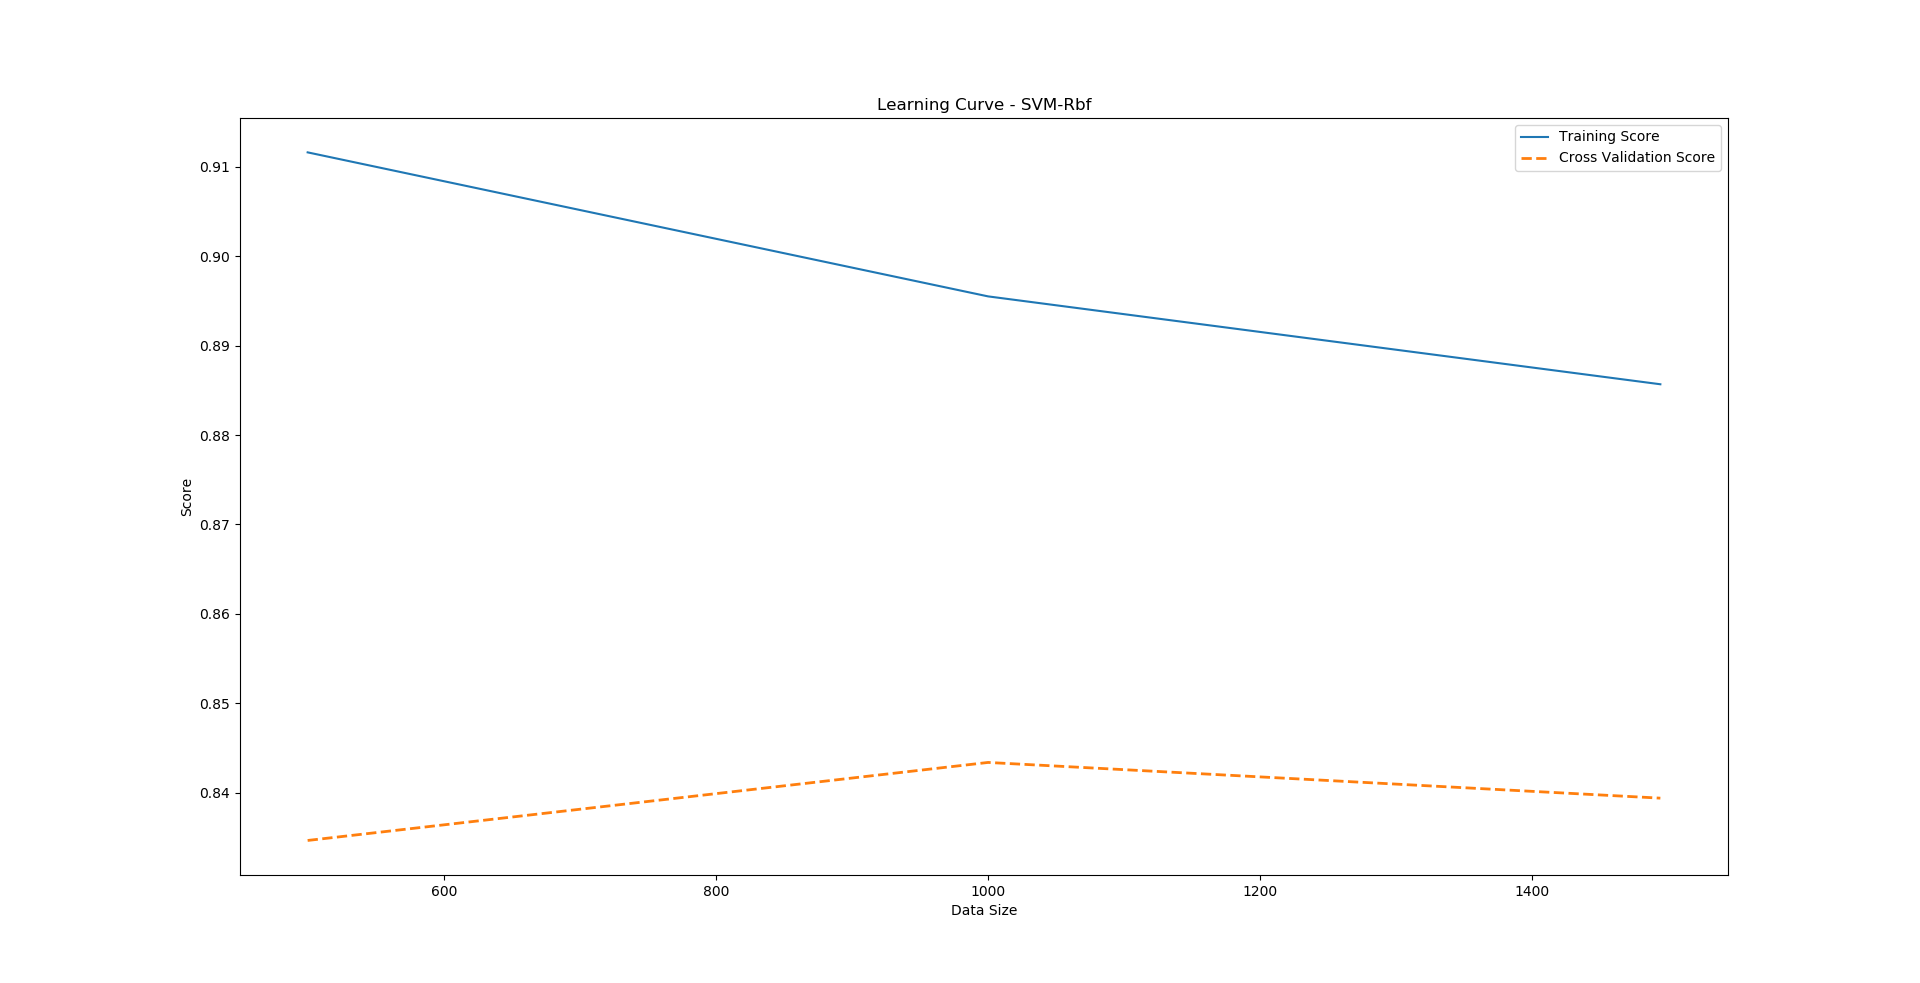 Learning Curve - SVM-Rbf
Training Score
Cross Validation Score
0.91
0.90
0.89
0.88
0.87
0.86
0.85
0.84
Score
600 800 1000 1200 1400
Data Size